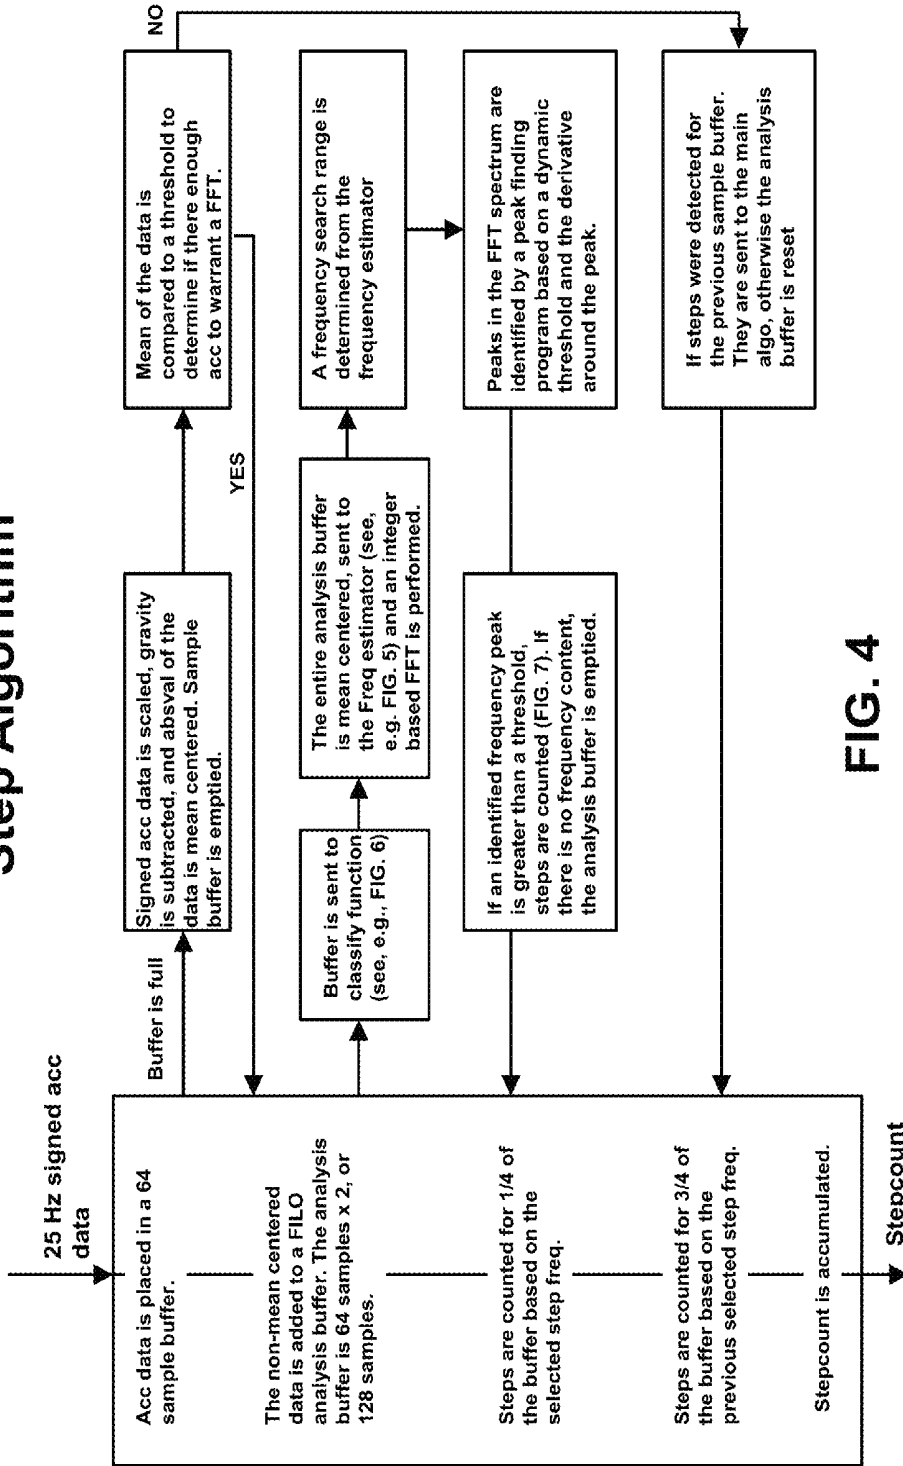 Step Algorithm
25 Hz signed acc
data
Acc data is placed in a 64
sample buffer.
The non-mean centered
data is added to a FILO
analysis buffer. The analysis
buffer is 64 samples x 2, or
128 samples.
Steps are counted for 1/4 of
the buffer based on the
selected step freq.
Steps are counted for 3/4 of
the buffer based on the
previous selected step freq.
Stepcount is accumulated.
Stepcount
Buffer is full
Signed acc data is scaled, gravity
is subtracted, and absval of the
data is mean centered. Sample
buffer is emptied.
Mean of the data is
compared to a threshold to
determine if there enough
acc to warrant a FFT.
NO
YES
Buffer is sent to
classify function
(see, e.g., FIG. 6)
The entire analysis buffer
is mean centered, sent to
the Freq estimator (see,
e.g. FIG. 5) and an integer
based FFT is performed.
A frequency search range is
determined from the
frequency estimator
Peaks in the FFT spectrum are
identified by a peak finding
program based on a dynamic
threshold and the derivative
around the peak.
If an identified frequency peak
is greater than a threshold,
steps are counted (FIG. 7). If
there is no frequency content,
the analysis buffer is emptied.
If steps were detected for
the previous sample buffer.
They are sent to the main
algo, otherwise the analysis
buffer is reset
FIG. 4